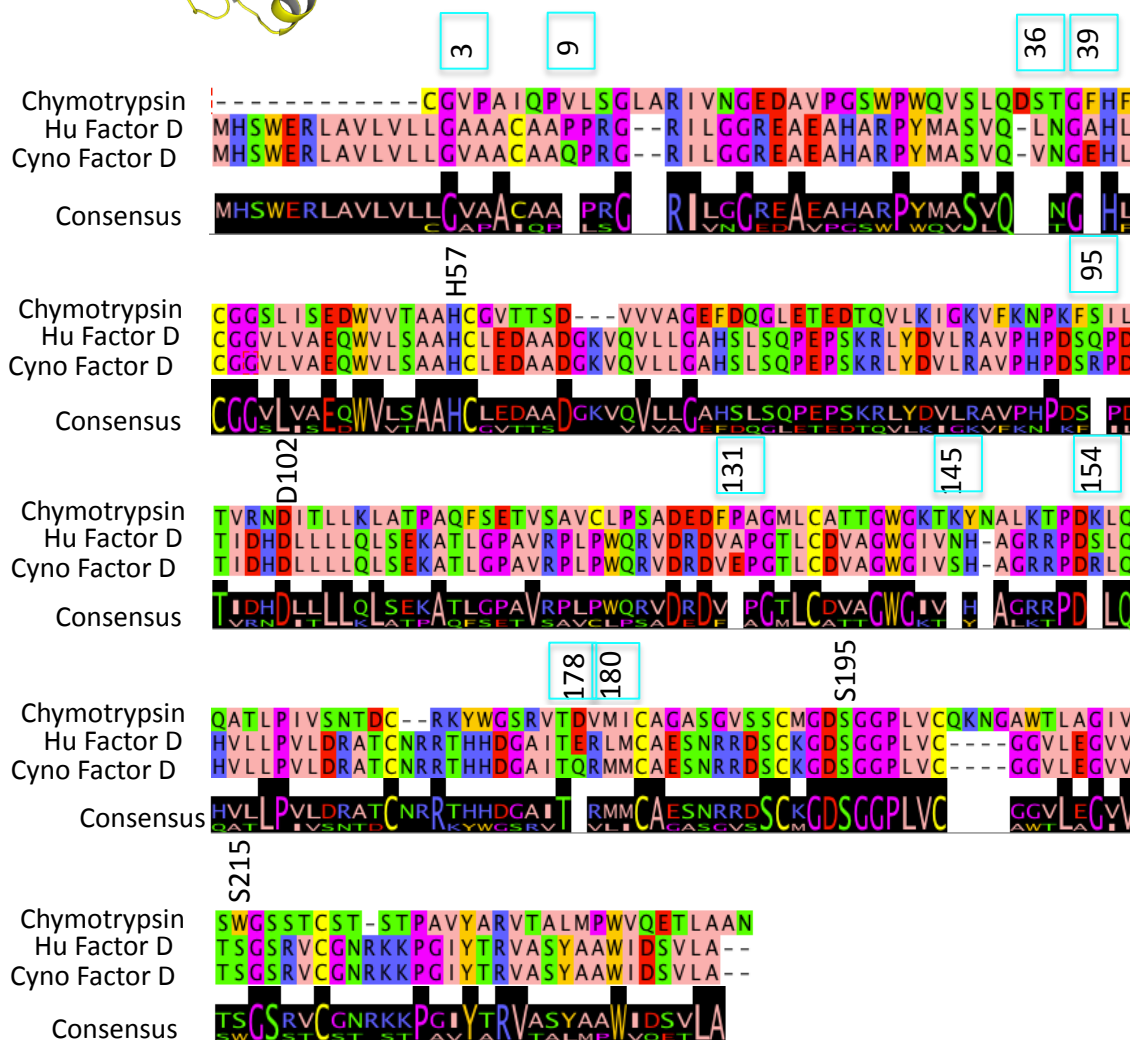 3 9 36 39
Chymotrypsin ------------CGVPAIQPVLSGLARIVNGEDAVPGSWPWQVSLQDSTGFHF
Hu Factor D MHSWERLAVLVLLGAAACAAPPRG--RILGGREAEAHARPYMASVQ-LNGAHL
Cyno Factor D MHSWERLAVLVLLGVAACAAQPRG--RILGGREAEAHARPYMASVQ-VNGEHL
Consensus MHSWERLAVLVLLGVAACAA PRG RILGGREAEAHARPYMASVQ NG HL
H57 95
Chymotrypsin CGGSLISEDWVVTAAHCGVTTSD---VVVAGEFDQGLETEDTQVLKIGKVFKNPKFSIL
Hu Factor D CGGVLVAEQWVLSAAHCLEDAADGKVQVLLGAHSLSQPEPSKRLYDVLRAVPHPDSQPD
Cyno Factor D CGGVLVAEQWVLSAAHCLEDAADGKVQVLLGAHSLSQPEPSKRLYDVLRAVPHPDSRPD
Consensus CGGVLVAEQWVLSAAHCLEDAADGKVQVLLGAHSLSQPEPSKRLYDVLRAVPHPDS PD
D102 131 145 154
Chymotrypsin TVRNDITLLKLATPAQFSETVSAVCLPSADEDFPAGMLCATTGWGKTKYNALKTPDKLQ
Hu Factor D TIDHDLLLLQLSEKATLGPAVRPLPWQRVDRDVAPGTLCDVAGWGIVNH-AGRRPDSLQ
Cyno Factor D TIDHDLLLLQLSEKATLGPAVRPLPWQRVDRDVEPGTLCDVAGWGIVSH-AGRRPDRLQ
Consensus TIDHDLLLLQLSEKATLGPAVRPLPWQRVDRDV PGTLCDVAGWGIV H AGRRPD LQ
178 180 S195
Chymotrypsin QATLPIVSNTDC--RKYWGSRVTDVMICAGASGVSSCMGDSGGPLVCQKNGAWTLAGIV
Hu Factor D HVLLPVLDRATCNRRTHHDGAITERLMCAESNRRDSCKGDSGGPLVC----GGVLEGVV
Cyno Factor D HVLLPVLDRATCNRRTHHDGAITQRMMCAESNRRDSCKGDSGGPLVC----GGVLEGVV
Consensus HVLLPVLDRATCNRRTHHDGAIT RMMCAESNRRDSCKGDSGGPLVC GGVLEGVV
S215
Chymotrypsin SWGSSTCST-STPAVYARVTALMPWVQETLAAN
Hu Factor D TSGSRVCGNRKKPGIYTRVASYAAWIDSVLA--
Cyno Factor D TSGSRVCGNRKKPGIYTRVASYAAWIDSVLA--
Consensus TSGSRVCGNRKKPGIYTRVASYAAWIDSVLA